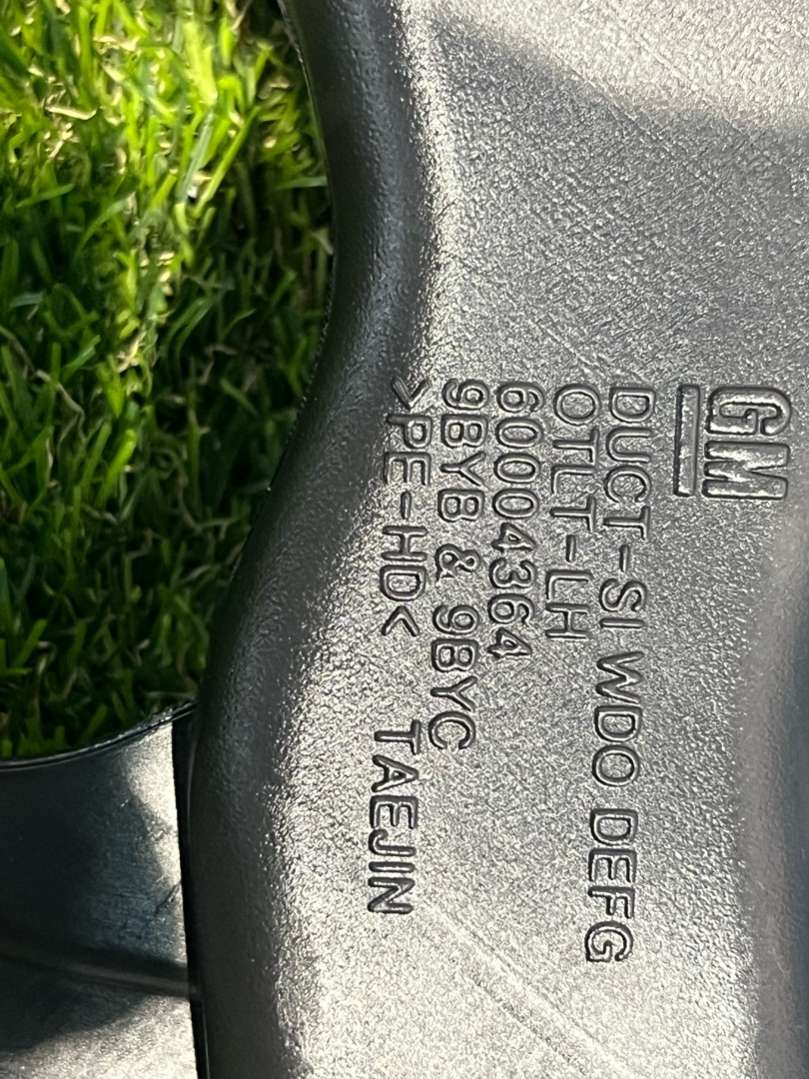 GM
DUCT-SI WDO DEFG
OTLT-LH
60004364
9BYB & 9BYC
>PE-HD< TAEJIN